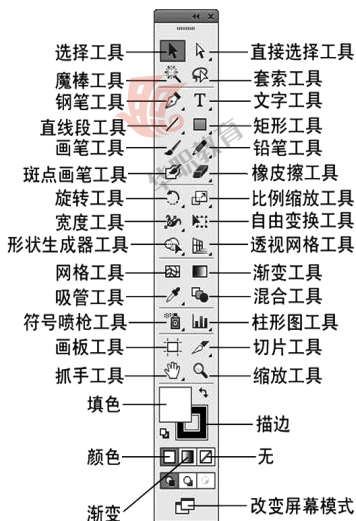 选择工具 直接选择工具
魔棒工具 套索工具
钢笔工具 文字工具
直线段工具 矩形工具
画笔工具 铅笔工具
斑点画笔工具 橡皮擦工具
旋转工具 比例缩放工具
宽度工具 自由变换工具
形状生成器工具 透视网格工具
网格工具 渐变工具
吸管工具 混合工具
符号喷枪工具 柱形图工具
画板工具 切片工具
抓手工具 缩放工具
填色
描边
颜色 无
渐变 改变屏幕模式
华职教育